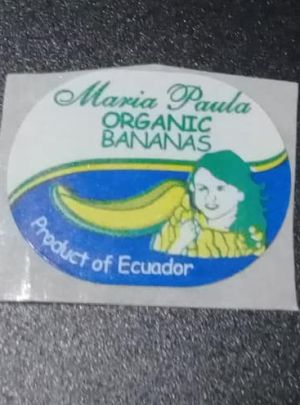 Maria Paula
ORGANIC
BANANAS
Product of Ecuador